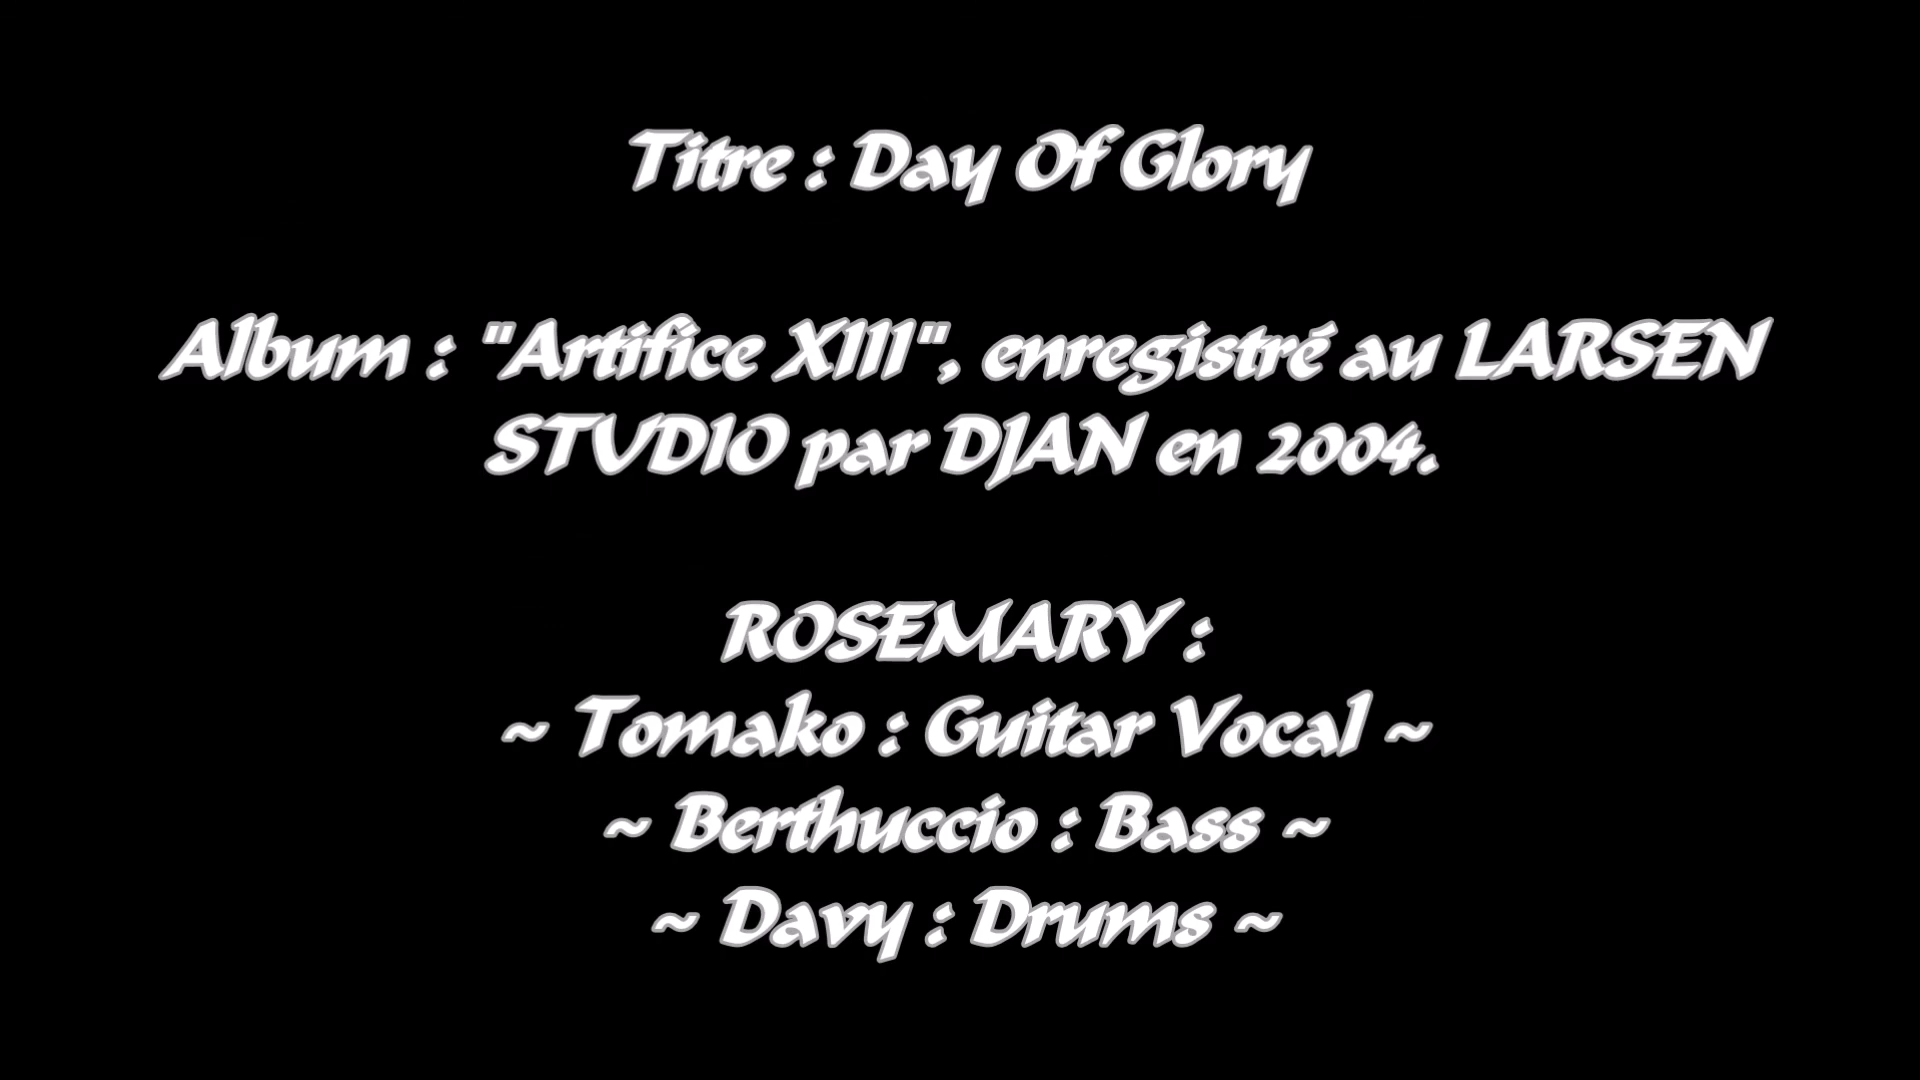 Titre : Day Of Glory
Album : "Artifice XIII", enregistré au LARSEN
STUDIO par DJAN en 2004.
ROSEMARY :
~ Tomako : Guitar Vocal ~
~ Berthuccio : Bass ~
~ Davy : Drums ~